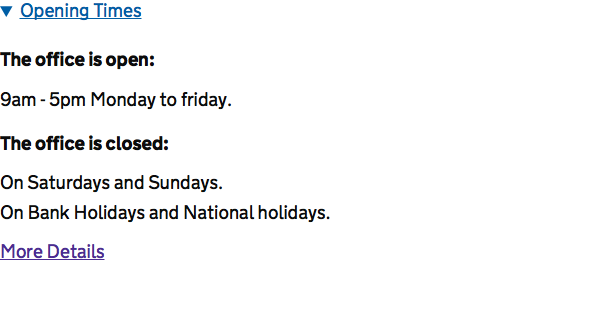 Opening Times
The office is open:
9am - 5pm Monday to friday.
The office is closed:
On Saturdays and Sundays.
On Bank Holidays and National holidays.
More Details